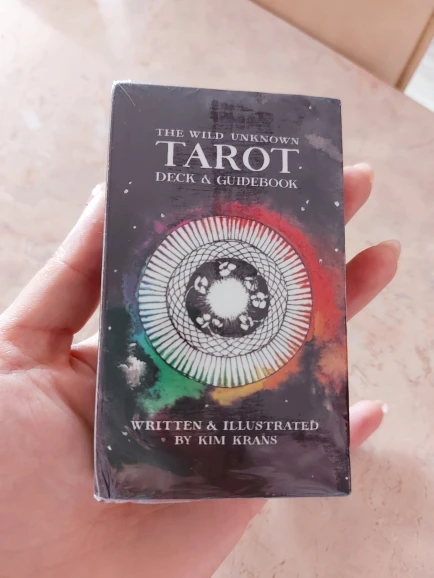 THE WILD UNKNOWN
TAROT
DECK & GUIDEBOOK
WRITTEN & ILLUSTRATED
BY KIM KRANS